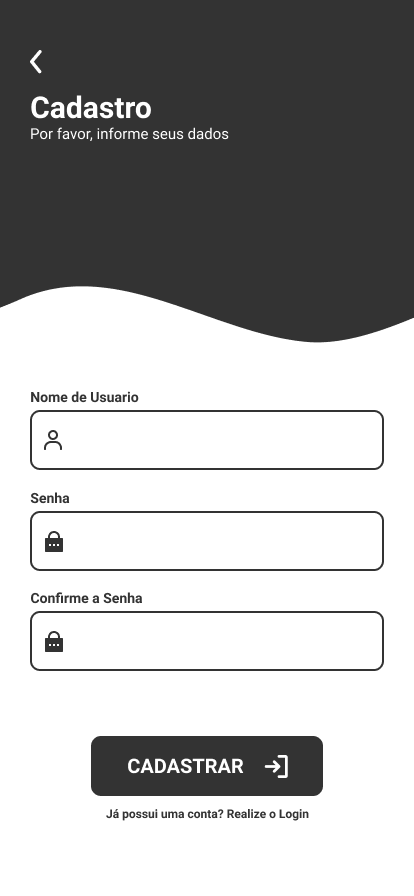 Cadastro
Por favor, informe seus dados
Nome de Usuario
Senha
Confirme a Senha
CADASTRAR
Já possui uma conta? Realize o Login